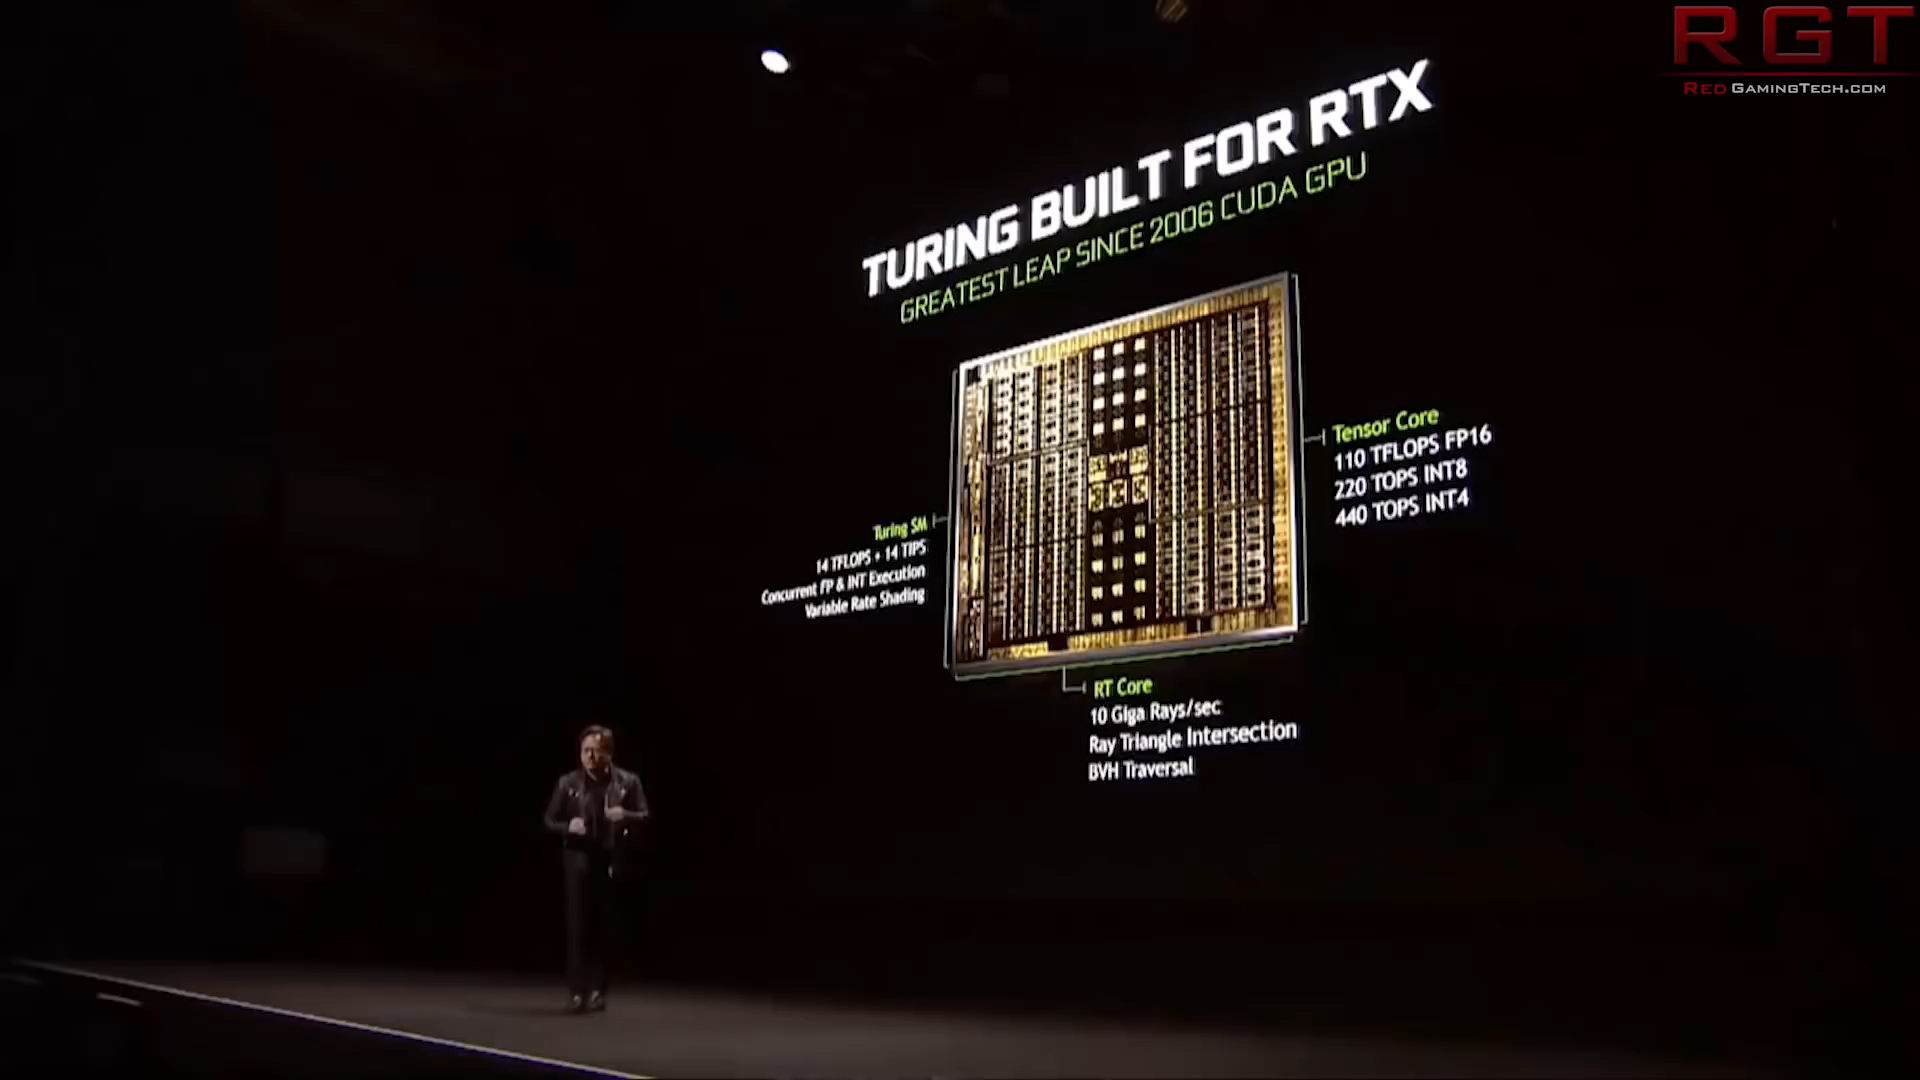 RGT
RED GAMINGTECH.COM
TURING BUILT FOR RTX
GREATEST LEAP SINCE 2006 CUDA GPU
Tensor Core
110 TFLOPS FP16
220 TOPS INT8
440 TOPS INT4
Turing SM
14 TFLOPS + 14 TIPS
Concurrent FP & INT Execution
Variable Rate Shading
RT Core
10 Giga Rays/sec
Ray Triangle Intersection
BVH Traversal